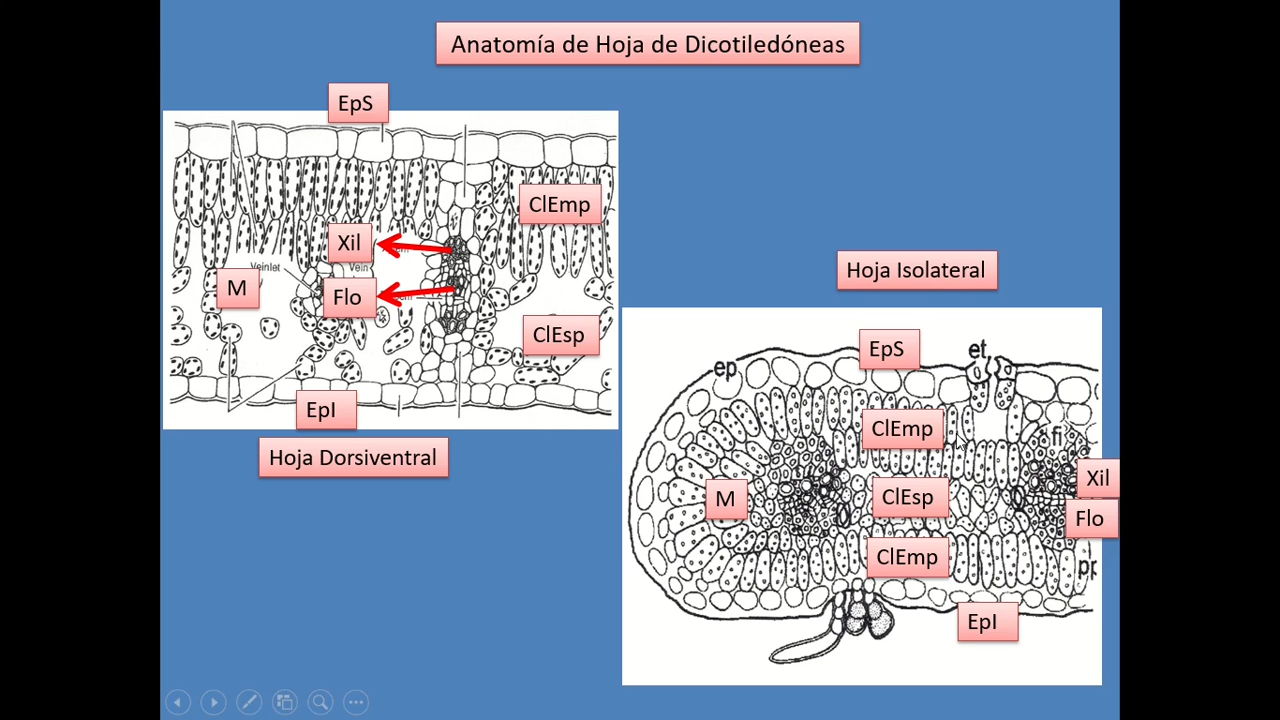 Anatomía de Hoja de Dicotiledóneas
EpS
ClEmp
Xil
Veinlet
Vein
M
Flo
ClEsp
EpI
Hoja Dorsiventral
Hoja Isolateral
EpS
et
ep
ClEmp
fi
Xil
M
ClEsp
Flo
ClEmp
pp
EpI